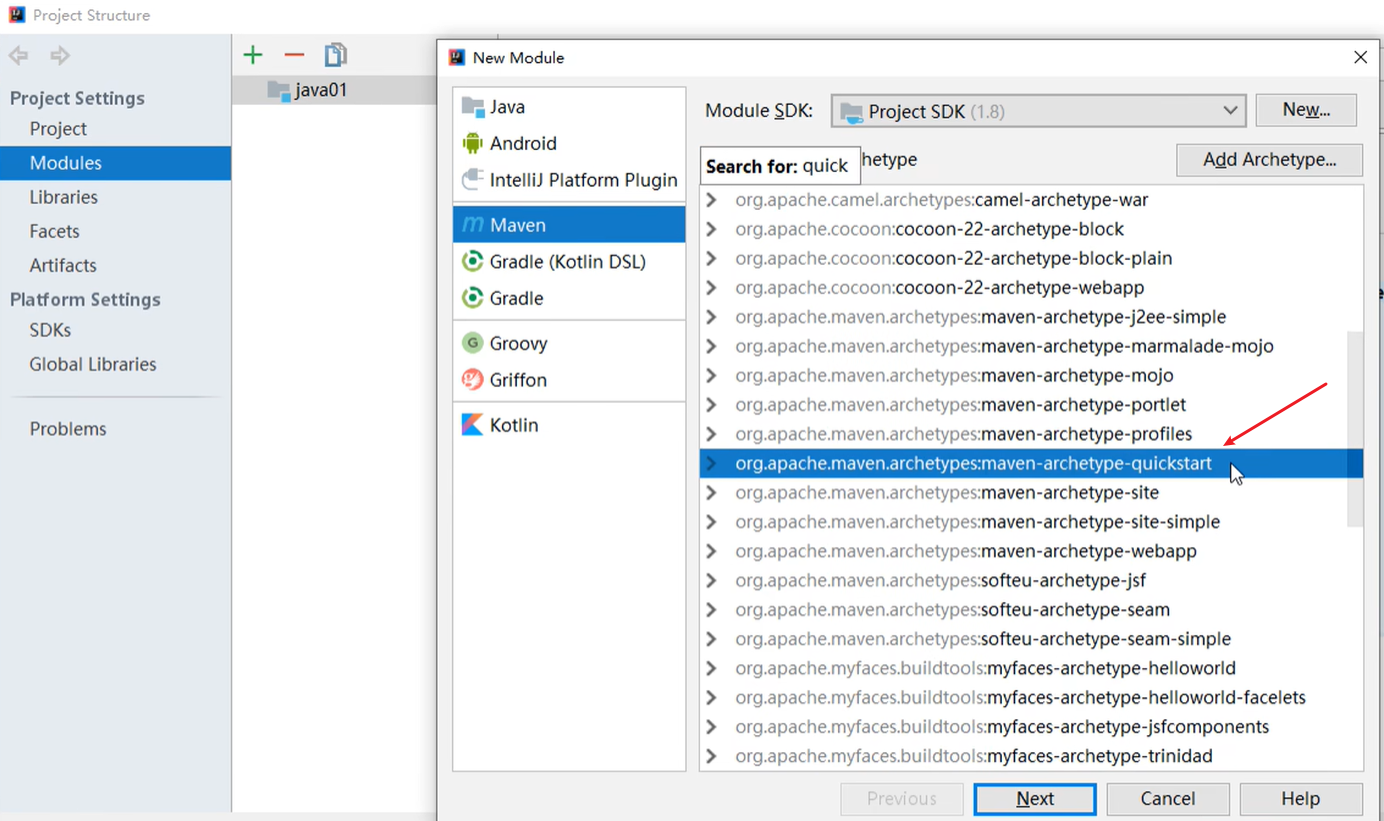 Project Structure
Project Settings
Project
Modules
Libraries
Facets
Artifacts
Platform Settings
SDKs
Global Libraries
Problems
java01
New Module
Java
Android
IntelliJ Platform Plugin
Maven
Gradle (Kotlin DSL)
Gradle
Groovy
Griffon
Kotlin
Module SDK: Project SDK (1.8) New...
Search for: quick hetype Add Archetype...
org.apache.camel.archetypes:camel-archetype-war
org.apache.cocoon:cocoon-22-archetype-block
org.apache.cocoon:cocoon-22-archetype-block-plain
org.apache.cocoon:cocoon-22-archetype-webapp
org.apache.maven.archetypes:maven-archetype-j2ee-simple
org.apache.maven.archetypes:maven-archetype-marmalade-mojo
org.apache.maven.archetypes:maven-archetype-mojo
org.apache.maven.archetypes:maven-archetype-portlet
org.apache.maven.archetypes:maven-archetype-profiles
org.apache.maven.archetypes:maven-archetype-quickstart
org.apache.maven.archetypes:maven-archetype-site
org.apache.maven.archetypes:maven-archetype-site-simple
org.apache.maven.archetypes:maven-archetype-webapp
org.apache.maven.archetypes:softeu-archetype-jsf
org.apache.maven.archetypes:softeu-archetype-seam
org.apache.maven.archetypes:softeu-archetype-seam-simple
org.apache.myfaces.buildtools:myfaces-archetype-helloworld
org.apache.myfaces.buildtools:myfaces-archetype-helloworld-facelets
org.apache.myfaces.buildtools:myfaces-archetype-jsfcomponents
org.apache.myfaces.buildtools:myfaces-archetype-trinidad
Previous Next Cancel Help